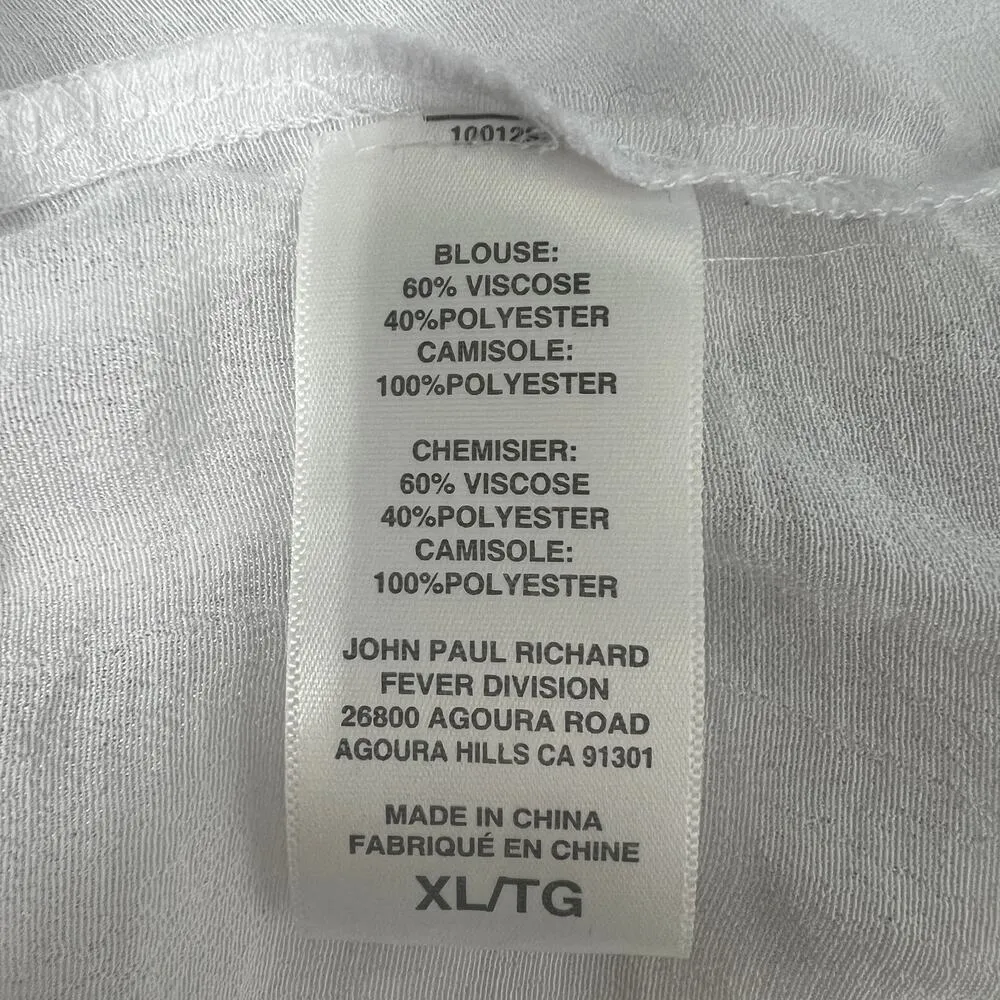 BLOUSE:
60% VISCOSE
40%POLYESTER
CAMISOLE:
100%POLYESTER
CHEMISIER:
60% VISCOSE
40%POLYESTER
CAMISOLE:
100%POLYESTER
JOHN PAUL RICHARD
FEVER DIVISION
26800 AGOURA ROAD
AGOURA HILLS CA 91301
MADE IN CHINA
FABRIQUÉ EN CHINE
XL/TG